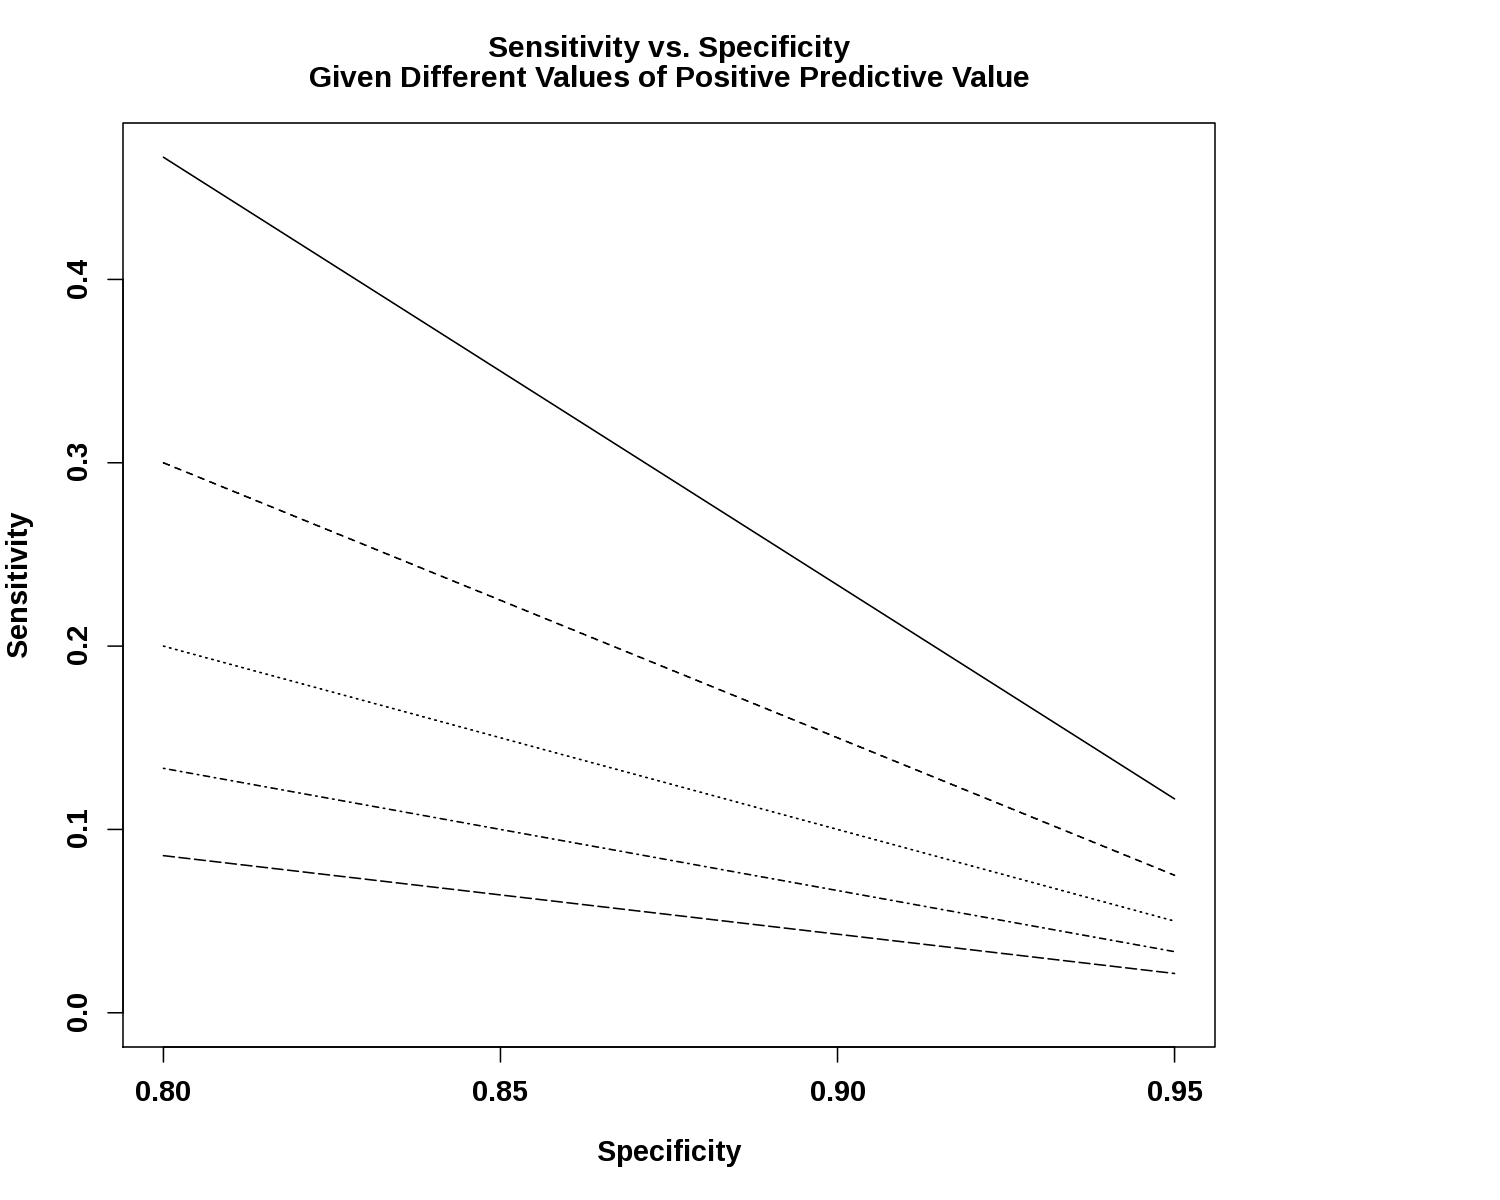 Sensitivity vs. Specificity
Given Different Values of Positive Predictive Value
Sensitivity
0.4
0.3
0.2
0.1
0.0
0.80 0.85 0.90 0.95
Specificity